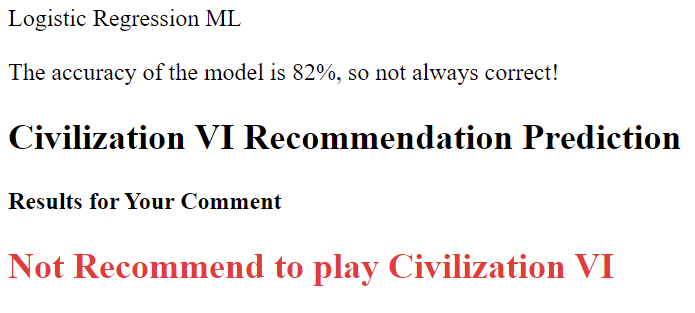 Logistic Regression ML
The accuracy of the model is 82%, so not always correct!
Civilization VI Recommendation Prediction
Results for Your Comment
Not Recommend to play Civilization VI